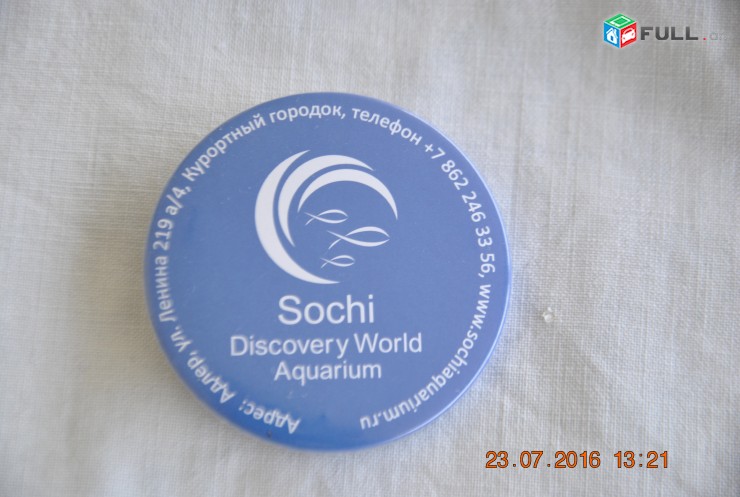 FULL
Адрес: Адлер, ул. Ленина 219 а/4, Курортный городок, телефон +7 862 246 33 56, www.sochiaquarium.ru
Sochi
Discovery World
Aquarium
23.07.2016 13:21